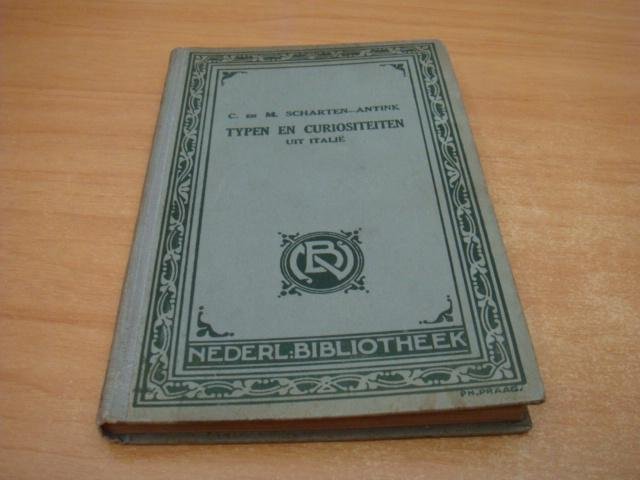 C. EN M. SCHARTEN–ANTINK
TYPEN EN CURIOSITEITEN
UIT ITALIË
NEDERL: BIBLIOTHEEK
PH. PRAAG.